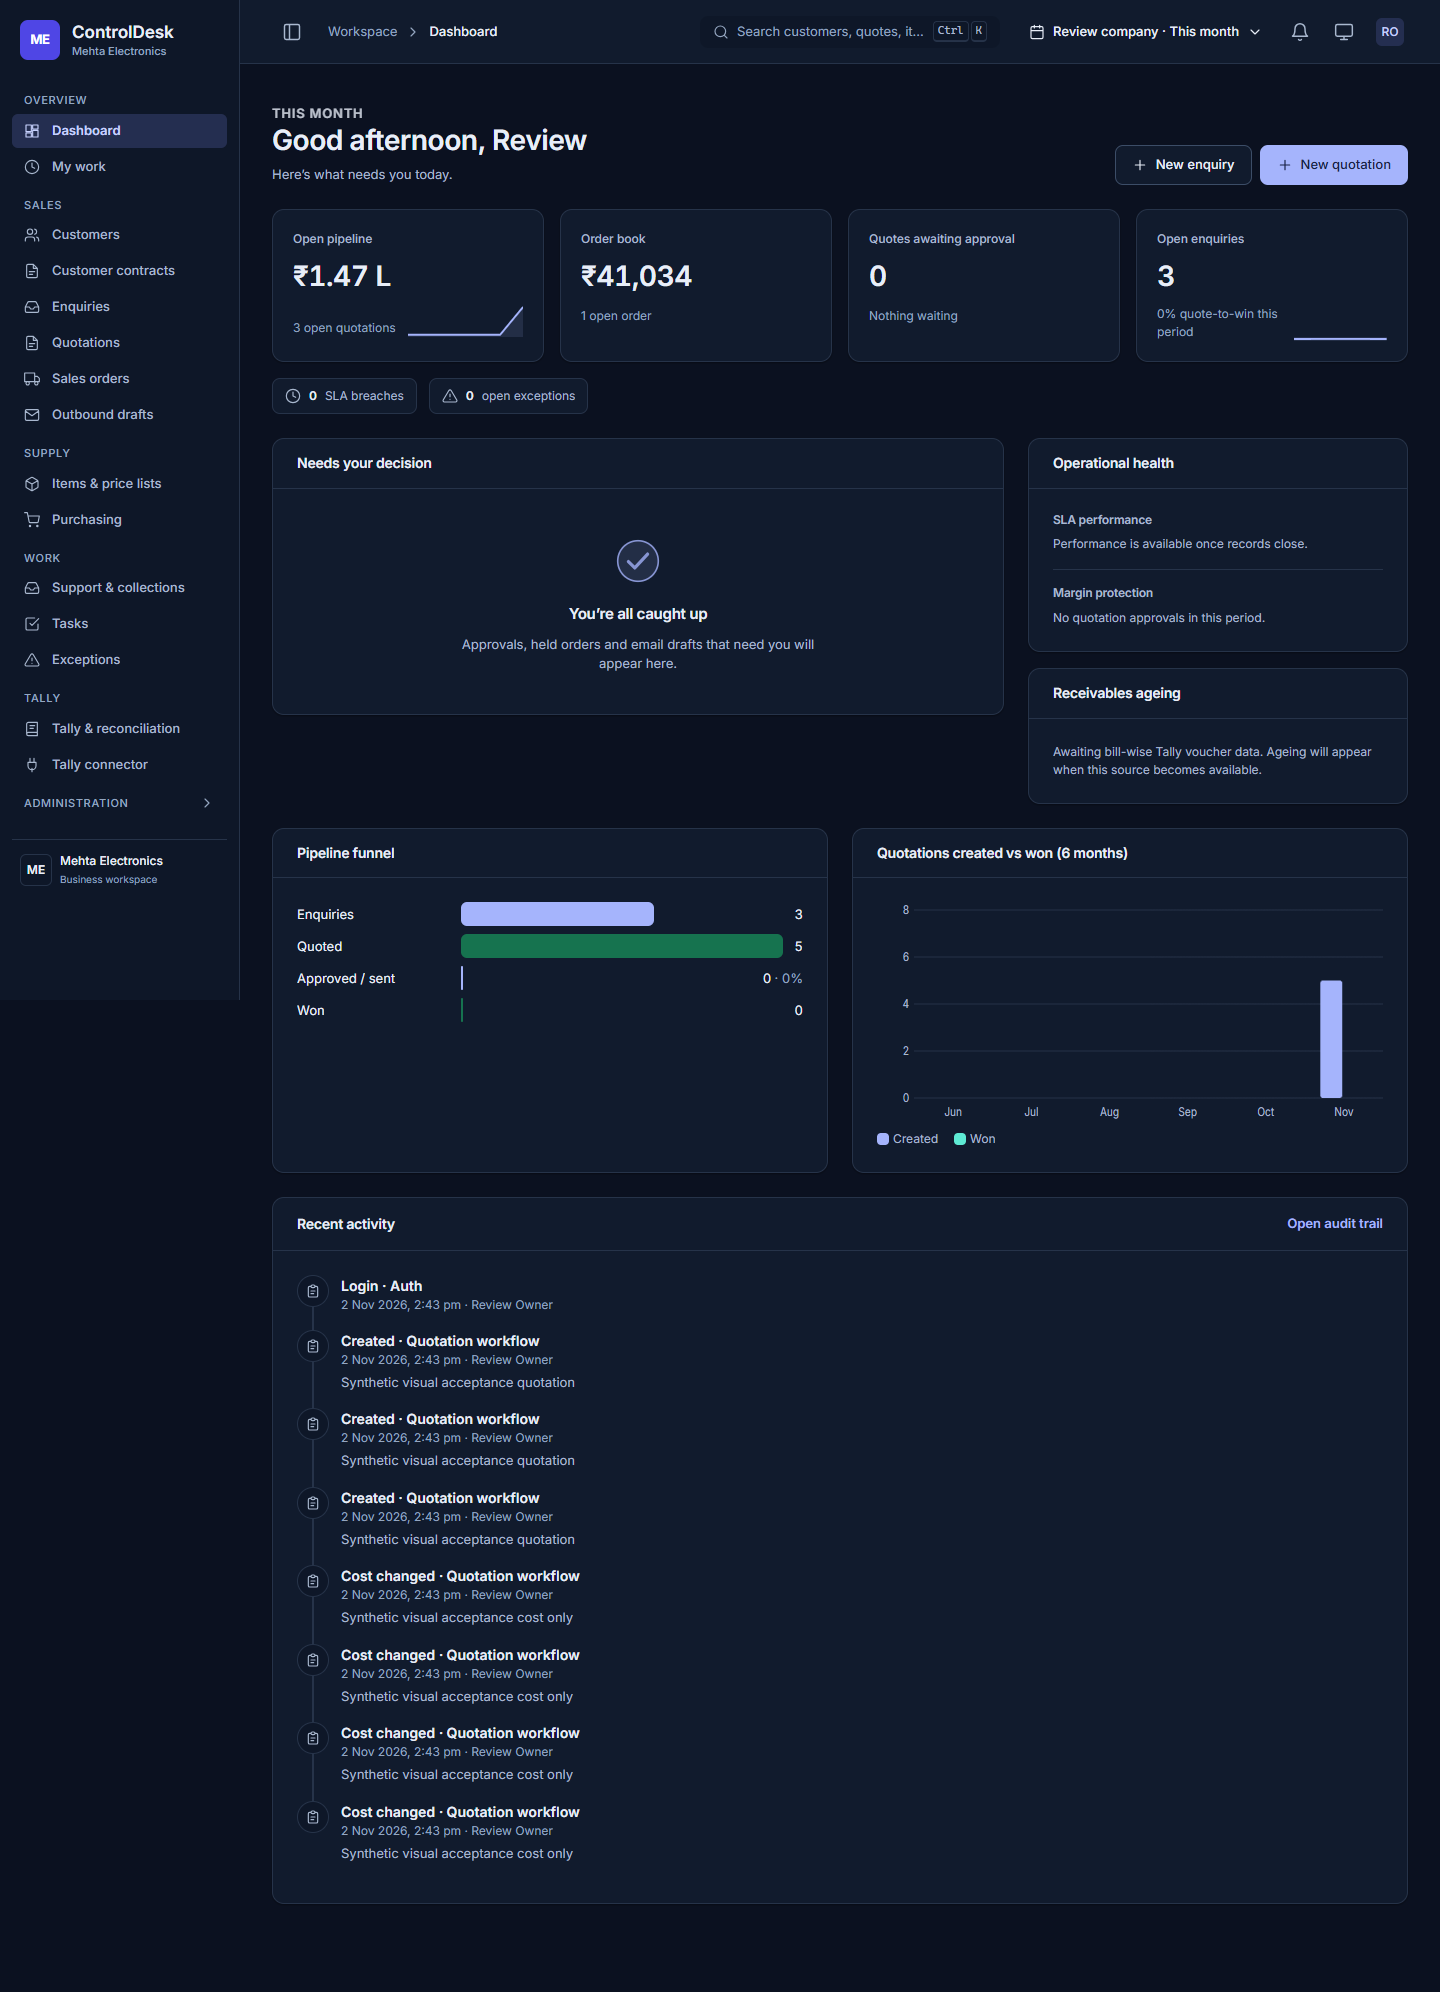 ME
ControlDesk
Mehta Electronics
OVERVIEW
Dashboard
My work
SALES
Customers
Customer contracts
Enquiries
Quotations
Sales orders
Outbound drafts
SUPPLY
Items & price lists
Purchasing
WORK
Support & collections
Tasks
Exceptions
TALLY
Tally & reconciliation
Tally connector
ADMINISTRATION
ME
Mehta Electronics
Business workspace
Workspace > Dashboard
Search customers, quotes, it... Ctrl K
Review company · This month
RO
THIS MONTH
Good afternoon, Review
Here's what needs you today.
+ New enquiry
+ New quotation
Open pipeline
₹1.47 L
3 open quotations
Order book
₹41,034
1 open order
Quotes awaiting approval
0
Nothing waiting
Open enquiries
3
0% quote-to-win this
period
0 SLA breaches
0 open exceptions
Needs your decision
You're all caught up
Approvals, held orders and email drafts that need you will
appear here.
Operational health
SLA performance
Performance is available once records close.
Margin protection
No quotation approvals in this period.
Receivables ageing
Awaiting bill-wise Tally voucher data. Ageing will appear
when this source becomes available.
Pipeline funnel
Enquiries 3
Quoted 5
Approved / sent 0 · 0%
Won 0
Quotations created vs won (6 months)
8
6
4
2
0
Jun Jul Aug Sep Oct Nov
Created Won
Recent activity
Open audit trail
Login · Auth
2 Nov 2026, 2:43 pm · Review Owner
Created · Quotation workflow
2 Nov 2026, 2:43 pm · Review Owner
Synthetic visual acceptance quotation
Created · Quotation workflow
2 Nov 2026, 2:43 pm · Review Owner
Synthetic visual acceptance quotation
Created · Quotation workflow
2 Nov 2026, 2:43 pm · Review Owner
Synthetic visual acceptance quotation
Cost changed · Quotation workflow
2 Nov 2026, 2:43 pm · Review Owner
Synthetic visual acceptance cost only
Cost changed · Quotation workflow
2 Nov 2026, 2:43 pm · Review Owner
Synthetic visual acceptance cost only
Cost changed · Quotation workflow
2 Nov 2026, 2:43 pm · Review Owner
Synthetic visual acceptance cost only
Cost changed · Quotation workflow
2 Nov 2026, 2:43 pm · Review Owner
Synthetic visual acceptance cost only